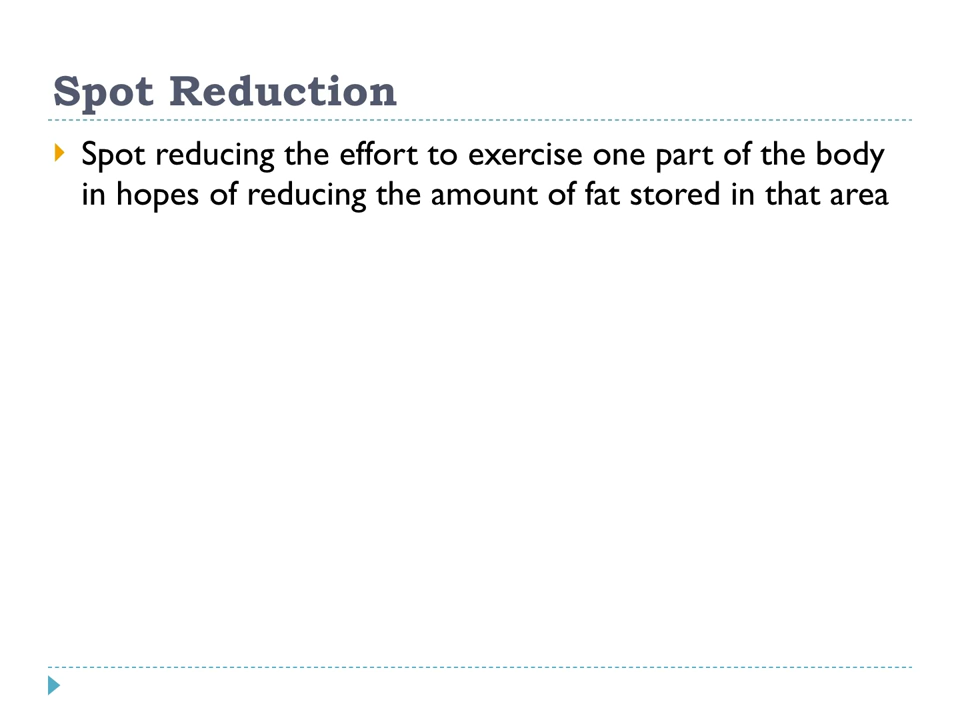 Spot Reduction
Spot reducing the effort to exercise one part of the body
in hopes of reducing the amount of fat stored in that area